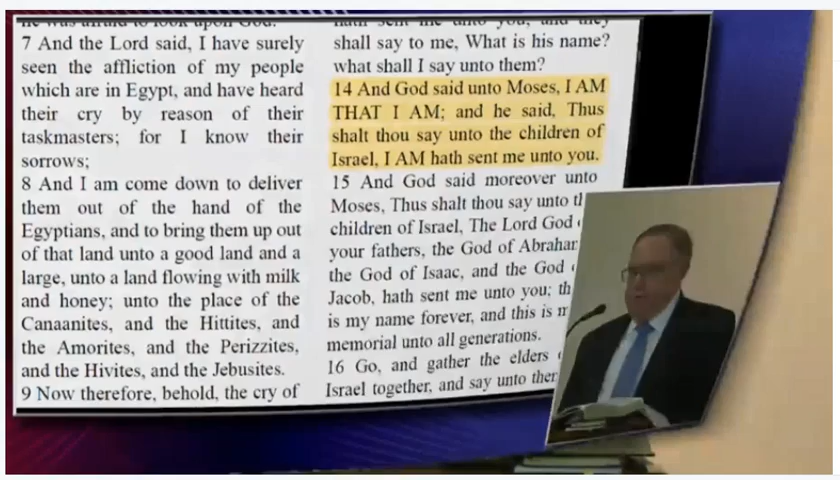 7 And the Lord said, I have surely
seen the affliction of my people
which are in Egypt, and have heard
their cry by reason of their
taskmasters; for I know their
sorrows;
8 And I am come down to deliver
them out of the hand of the
Egyptians, and to bring them up out
of that land unto a good land and a
large, unto a land flowing with milk
and honey; unto the place of the
Canaanites, and the Hittites, and
the Amorites, and the Perizzites,
and the Hivites, and the Jebusites.
9 Now therefore, behold, the cry of
shall say to me, What is his name?
what shall I say unto them?
14 And God said unto Moses, I AM
THAT I AM; and he said, Thus
shalt thou say unto the children of
Israel, I AM hath sent me unto you.
15 And God said moreover unto
Moses, Thus shalt thou say unto
children of Israel, The Lord God
your fathers, the God of
the God of Isaac, and the God
Jacob, hath sent me unto you;
is my name forever, and this is
memorial unto all generations.
16 Go, and gather the elders
Israel together, and say unto